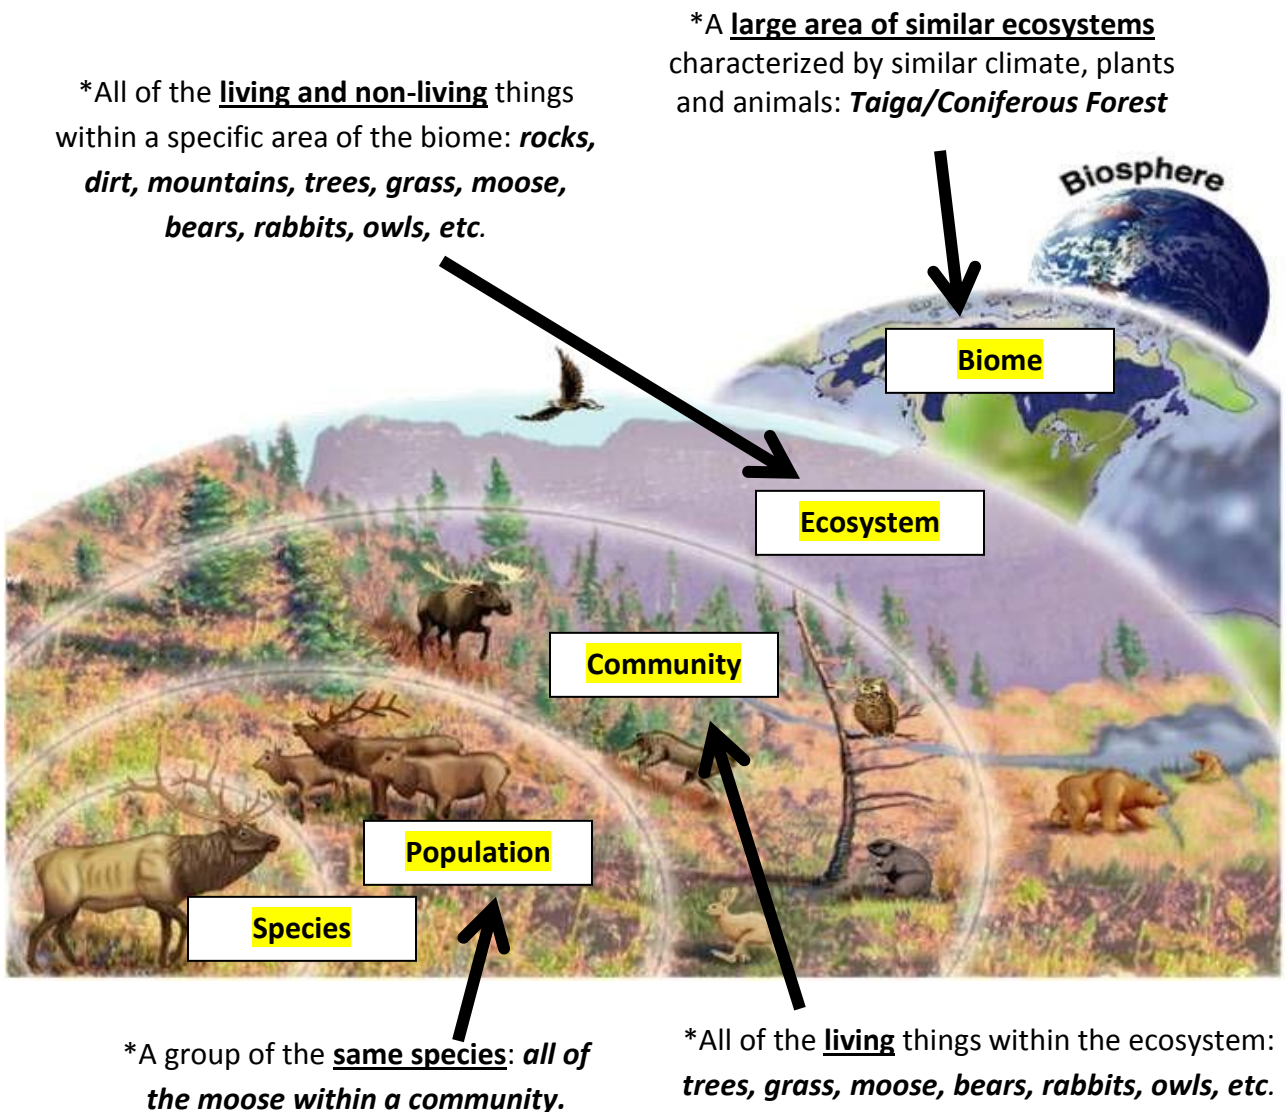 *A large area of similar ecosystems
characterized by similar climate, plants
and animals: Taiga/Coniferous Forest
*All of the living and non-living things
within a specific area of the biome: rocks,
dirt, mountains, trees, grass, moose,
bears, rabbits, owls, etc.
Biosphere
Biome
Ecosystem
Community
Population
Species
*A group of the same species: all of
the moose within a community.
*All of the living things within the ecosystem:
trees, grass, moose, bears, rabbits, owls, etc.